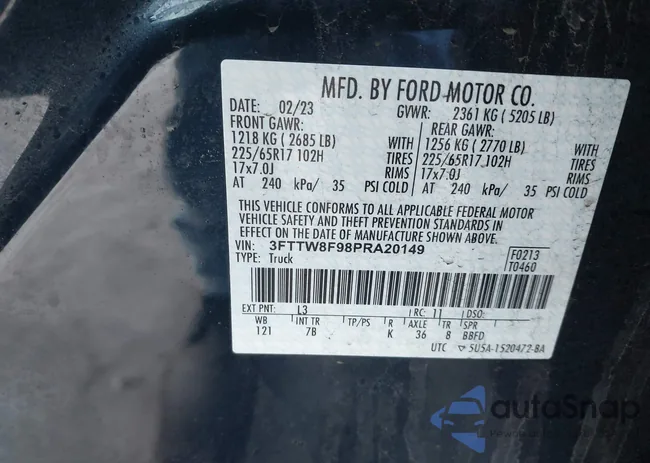 MFD. BY FORD MOTOR CO.
DATE: 02/23 GVWR: 2361 KG ( 5205 LB)
FRONT GAWR: REAR GAWR:
1218 KG ( 2685 LB) WITH 1256 KG ( 2770 LB) WITH
225/65R17 102H TIRES 225/65R17 102H TIRES
17x7.0J RIMS 17x7.0J RIMS
AT 240 kPa/ 35 PSI COLD AT 240 kPa/ 35 PSI COLD
THIS VEHICLE CONFORMS TO ALL APPLICABLE FEDERAL MOTOR
VEHICLE SAFETY AND THEFT PREVENTION STANDARDS IN
EFFECT ON THE DATE OF MANUFACTURE SHOWN ABOVE.
VIN: 3FTTW8F98PRA20149 F0213
TYPE: Truck T0460
EXT PNT: L3 RC: 11 DSO:
WB INT TR TP/PS R AXLE TR SPR
121 7B K 36 8 BBFD
UTC 5U5A-1520472-BA
autoSnap